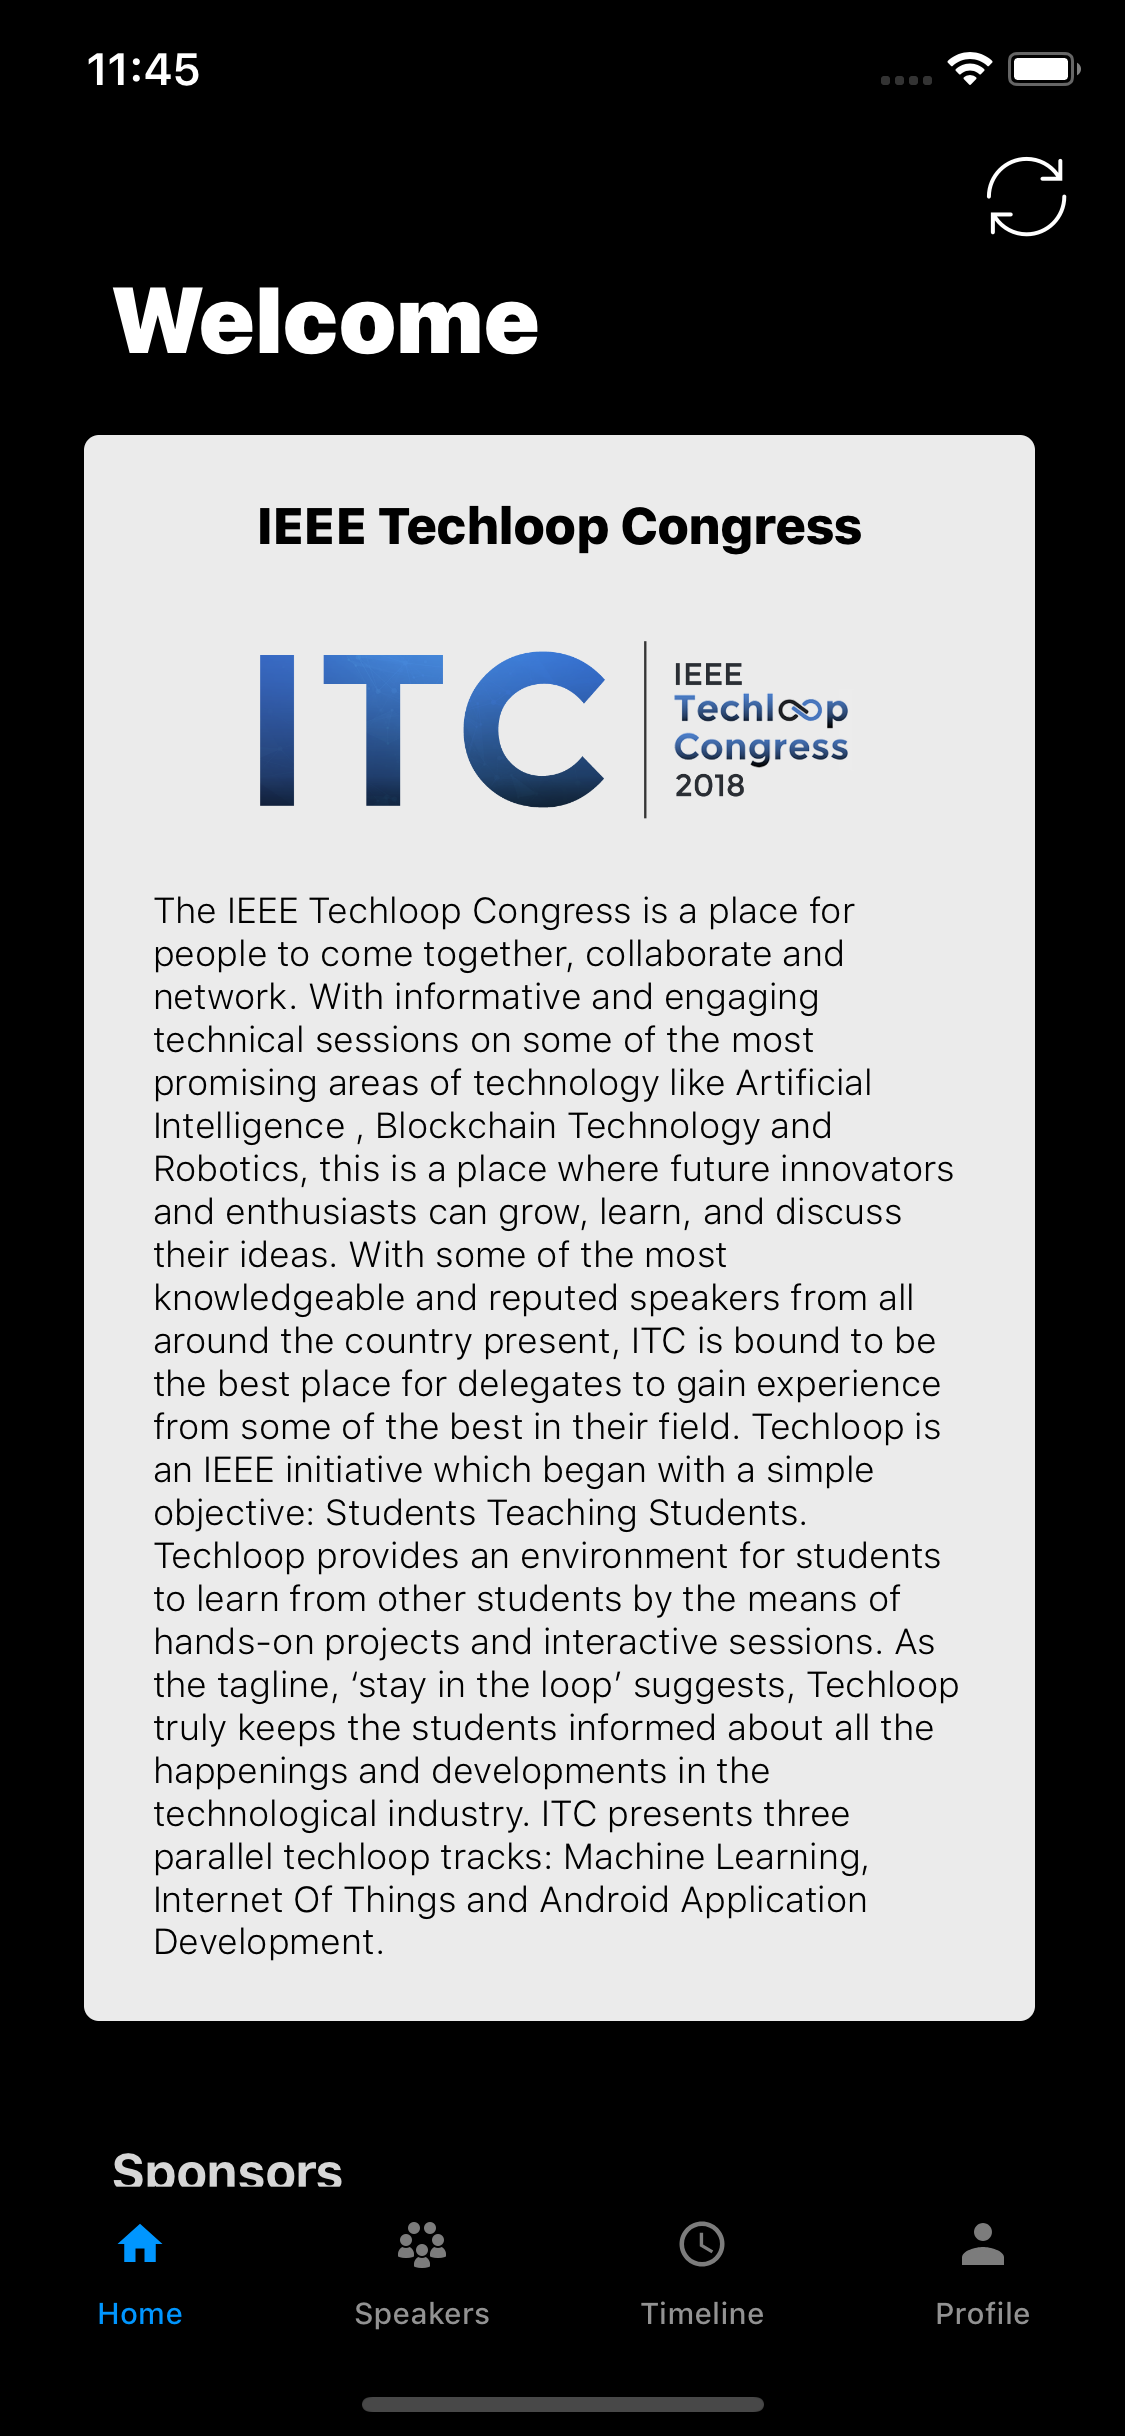 11:45
Welcome
IEEE Techloop Congress
ITC
IEEE
Techloop
Congress
2018
The IEEE Techloop Congress is a place for
people to come together, collaborate and
network. With informative and engaging
technical sessions on some of the most
promising areas of technology like Artificial
Intelligence , Blockchain Technology and
Robotics, this is a place where future innovators
and enthusiasts can grow, learn, and discuss
their ideas. With some of the most
knowledgeable and reputed speakers from all
around the country present, ITC is bound to be
the best place for delegates to gain experience
from some of the best in their field. Techloop is
an IEEE initiative which began with a simple
objective: Students Teaching Students.
Techloop provides an environment for students
to learn from other students by the means of
hands-on projects and interactive sessions. As
the tagline, ‘stay in the loop’ suggests, Techloop
truly keeps the students informed about all the
happenings and developments in the
technological industry. ITC presents three
parallel techloop tracks: Machine Learning,
Internet Of Things and Android Application
Development.
Sponsors
Home
Speakers
Timeline
Profile